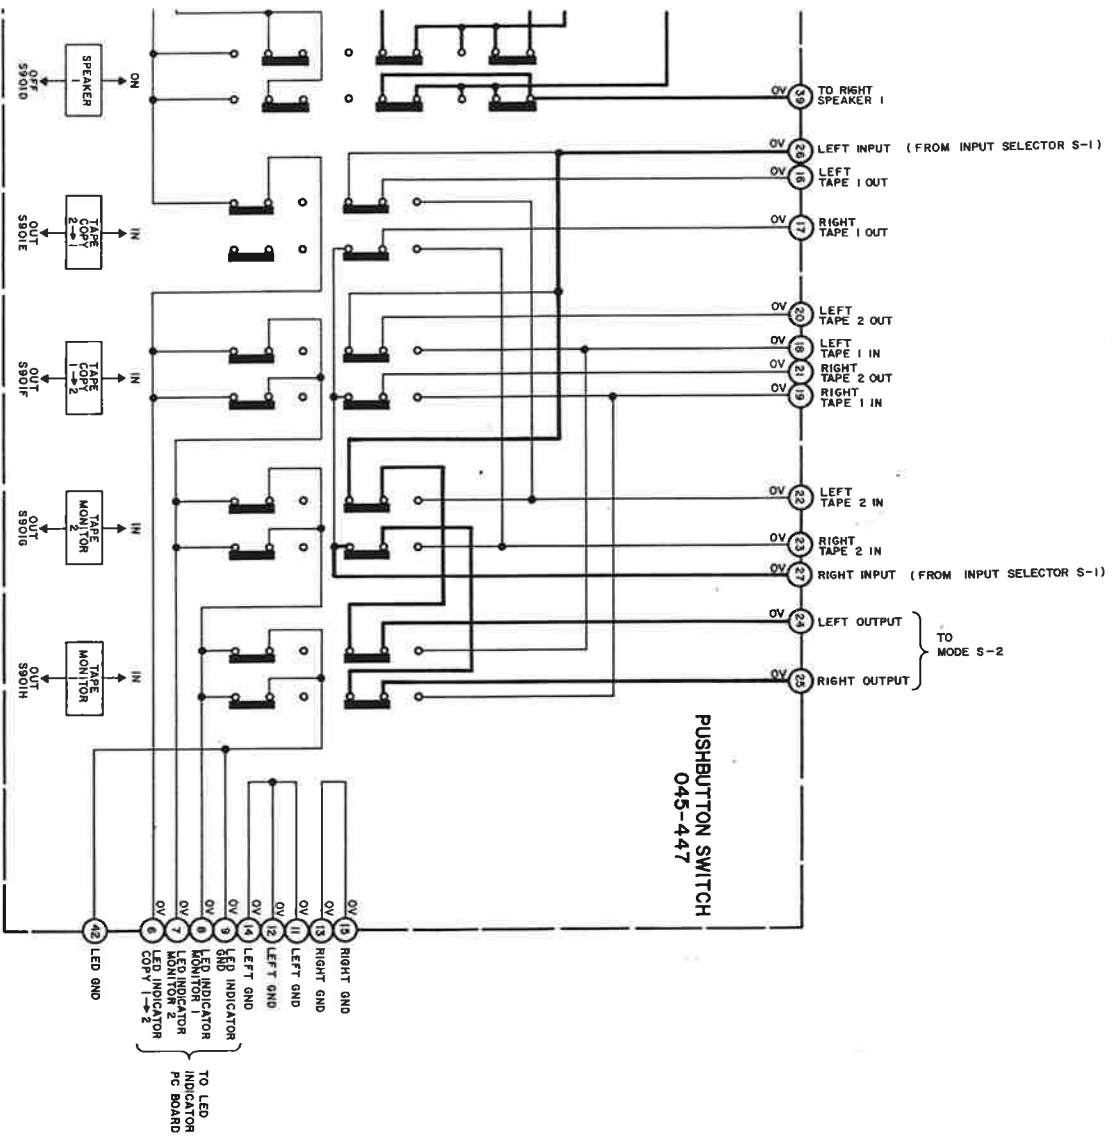 ON
SPEAKER
1
OFF
S901D
IN
TAPE
COPY
2→1
OUT
S901E
IN
TAPE
COPY
1→2
OUT
S901F
IN
TAPE
MONITOR
2
OUT
S901G
IN
TAPE
MONITOR
OUT
S901H
0V 39 TO RIGHT
SPEAKER 1
0V 26 LEFT INPUT (FROM INPUT SELECTOR S-1)
16 LEFT
TAPE 1 OUT
0V 17 RIGHT
TAPE 1 OUT
0V 20 LEFT
TAPE 2 OUT
0V 18 LEFT
TAPE 1 IN
0V 21 RIGHT
TAPE 2 OUT
0V 19 RIGHT
TAPE 1 IN
0V 22 LEFT
TAPE 2 IN
0V 23 RIGHT
TAPE 2 IN
0V 27 RIGHT INPUT (FROM INPUT SELECTOR S-1)
0V 24 LEFT OUTPUT
0V 25 RIGHT OUTPUT
TO
MODE S-2
PUSHBUTTON SWITCH
045-447
42 LED GND
0V 6 LED INDICATOR
COPY 1→2
0V 7 LED INDICATOR
MONITOR 2
0V 8 LED INDICATOR
MONITOR 1
0V 9 LED INDICATOR
GND
0V 14 LEFT GND
0V 12 LEFT GND
0V 11 LEFT GND
13 RIGHT GND
0V 15 RIGHT GND
TO LED
INDICATOR
PC BOARD